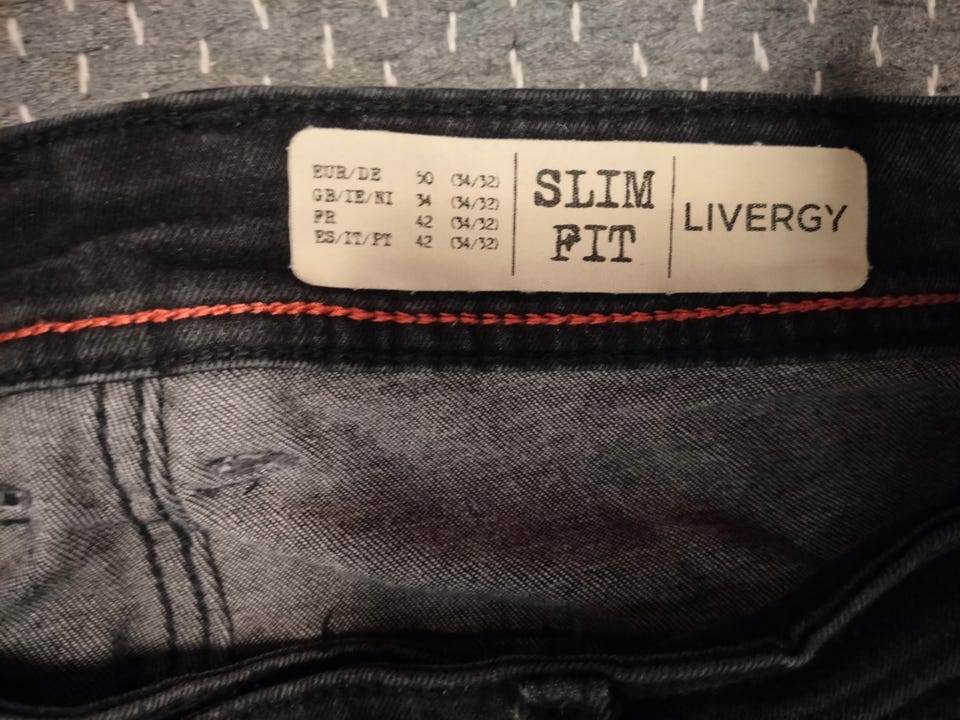 EUR/DE 50 (34/32)
GB/IE/NI 34 (34/32)
FR 42 (34/32)
ES/IT/PT 42 (34/32)
SLIM
FIT
LIVERGY